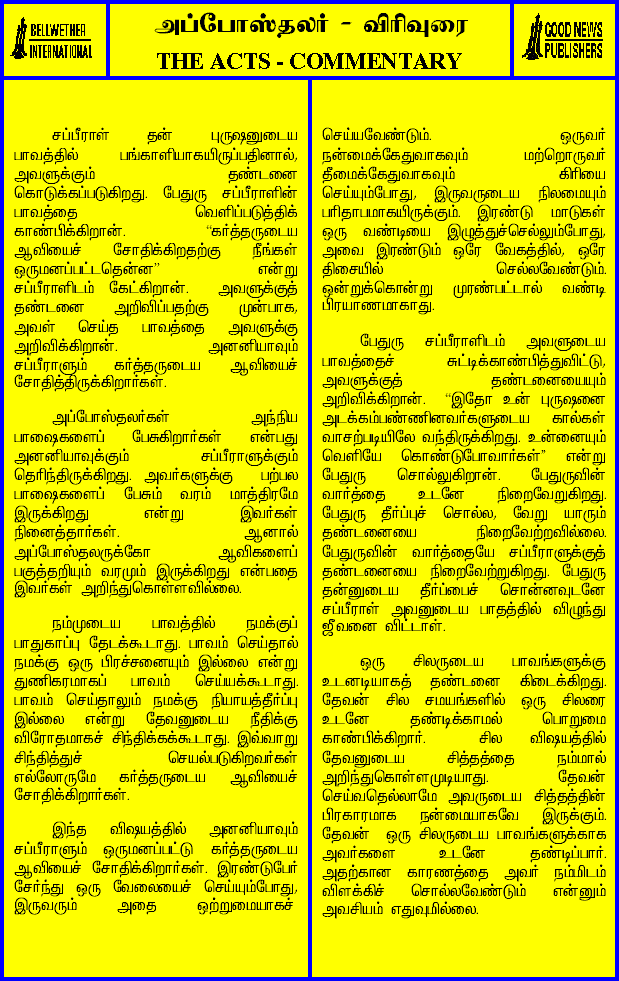 BELLWETHER
INTERNATIONAL
அப்போஸ்தலர் - விரிவுரை
THE ACTS - COMMENTARY
GOOD NEWS
PUBLISHERS
சப்பீராள் தன் புருஷனுடைய
பாவத்தில் பங்காளியாகயிருப்பதினால்,
அவளுக்கும் தண்டனை
கொடுக்கப்படுகிறது. பேதுரு சப்பீராளின்
பாவத்தை வெளிப்படுத்திக்
காண்பிக்கிறான். “கர்த்தருடைய
ஆவியைச் சோதிக்கிறதற்கு நீங்கள்
ஒருமனப்பட்டதென்ன” என்று
சப்பீராளிடம் கேட்கிறான். அவளுக்குத்
தண்டனை அறிவிப்பதற்கு முன்பாக,
அவள் செய்த பாவத்தை அவளுக்கு
அறிவிக்கிறான். அனனியாவும்
சப்பீராளும் கர்த்தருடைய ஆவியைச்
சோதித்திருக்கிறார்கள்.
அப்போஸ்தலர்கள் அந்நிய
பாஷைகளைப் பேசுகிறார்கள் என்பது
அனனியாவுக்கும் சப்பீராளுக்கும்
தெரிந்திருக்கிறது. அவர்களுக்கு பற்பல
பாஷைகளைப் பேசும் வரம் மாத்திரமே
இருக்கிறது என்று இவர்கள்
நினைத்தார்கள். ஆனால்
அப்போஸ்தலருக்கோ ஆவிகளைப்
பகுத்தறியும் வரமும் இருக்கிறது என்பதை
இவர்கள் அறிந்துகொள்ளவில்லை.
நம்முடைய பாவத்தில் நமக்குப்
பாதுகாப்பு தேடக்கூடாது. பாவம் செய்தால்
நமக்கு ஒரு பிரச்சனையும் இல்லை என்று
துணிகரமாகப் பாவம் செய்யக்கூடாது.
பாவம் செய்தாலும் நமக்கு நியாயத்தீர்ப்பு
இல்லை என்று தேவனுடைய நீதிக்கு
விரோதமாகச் சிந்திக்கக்கூடாது. இவ்வாறு
சிந்தித்துச் செயல்படுகிறவர்கள்
எல்லோருமே கர்த்தருடைய ஆவியைச்
சோதிக்கிறார்கள்.
இந்த விஷயத்தில் அனனியாவும்
சப்பீராளும் ஒருமனப்பட்டு கர்த்தருடைய
ஆவியைச் சோதிக்கிறார்கள். இரண்டுபேர்
சேர்ந்து ஒரு வேலையைச் செய்யும்போது,
இருவரும் அதை ஒற்றுமையாகச்
செய்யவேண்டும். ஒருவர்
நன்மைக்கேதுவாகவும் மற்றொருவர்
தீமைக்கேதுவாகவும் கிரியை
செய்யும்போது, இருவருடைய நிலமையும்
பரிதாபமாகயிருக்கும். இரண்டு மாடுகள்
ஒரு வண்டியை இழுத்துச்செல்லும்போது,
அவை இரண்டும் ஒரே வேகத்தில், ஒரே
திசையில் செல்லவேண்டும்.
ஒன்றுக்கொன்று முரண்பட்டால் வண்டி
பிரயாணமாகாது.
பேதுரு சப்பீராளிடம் அவளுடைய
பாவத்தைச் சுட்டிக்காண்பித்துவிட்டு,
அவளுக்குத் தண்டனையையும்
அறிவிக்கிறான். “இதோ உன் புருஷனை
அடக்கம்பண்ணினவர்களுடைய கால்கள்
வாசற்படியிலே வந்திருக்கிறது. உன்னையும்
வெளியே கொண்டுபோவார்கள்” என்று
பேதுரு சொல்லுகிறான். பேதுருவின்
வார்த்தை உடனே நிறைவேறுகிறது.
பேதுரு தீர்ப்புச் சொல்ல, வேறு யாரும்
தண்டனையை நிறைவேற்றவில்லை.
பேதுருவின் வார்த்தையே சப்பீராளுக்குத்
தண்டனையை நிறைவேற்றுகிறது. பேதுரு
தன்னுடைய தீர்ப்பைச் சொன்னவுடனே
சப்பீராள் அவனுடைய பாதத்தில் விழுந்து
ஜீவனை விட்டாள்.
ஒரு சிலருடைய பாவங்களுக்கு
உடனடியாகத் தண்டனை கிடைக்கிறது.
தேவன் சில சமயங்களில் ஒரு சிலரை
உடனே தண்டிக்காமல் பொறுமை
காண்பிக்கிறார். சில விஷயத்தில்
தேவனுடைய சித்தத்தை நம்மால்
அறிந்துகொள்ளமுடியாது. தேவன்
செய்வதெல்லாமே அவருடைய சித்தத்தின்
பிரகாரமாக நன்மையாகவே இருக்கும்.
தேவன் ஒரு சிலருடைய பாவங்களுக்காக
அவர்களை உடனே தண்டிப்பார்.
அதற்கான காரணத்தை அவர் நம்மிடம்
விளக்கிச் சொல்லவேண்டும் என்னும்
அவசியம் எதுவுமில்லை.